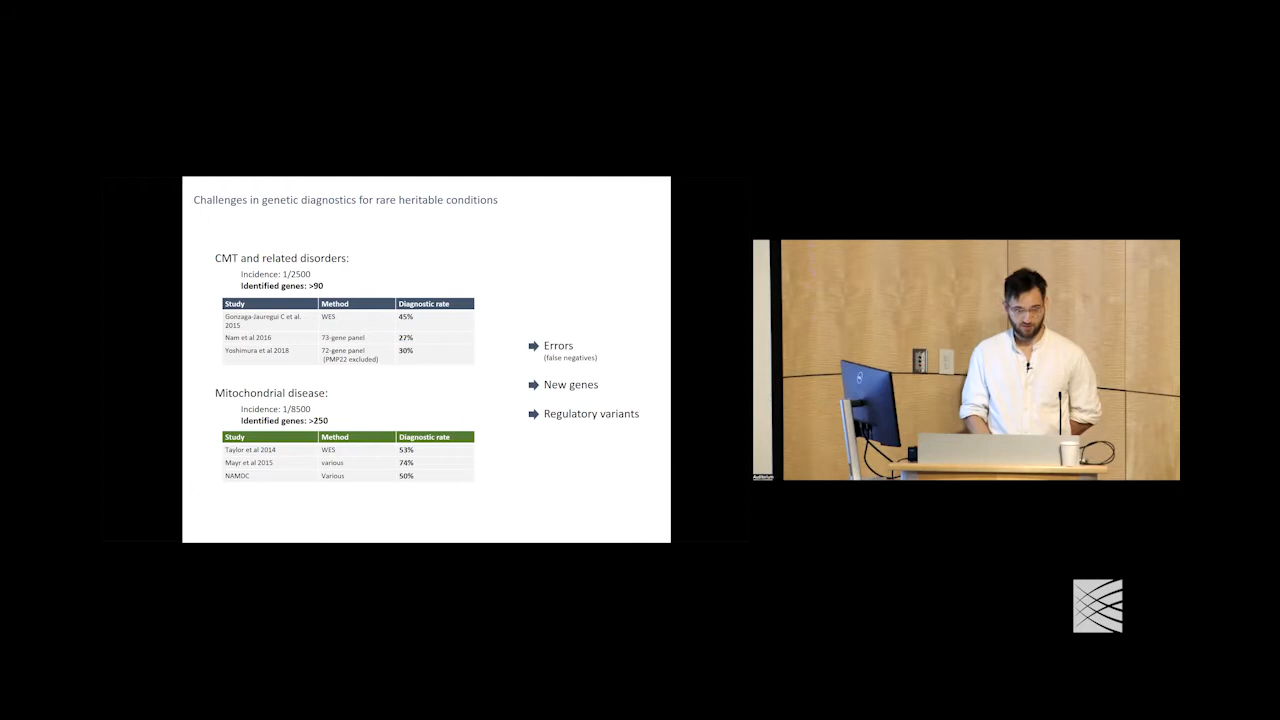 Challenges in genetic diagnostics for rare heritable conditions
CMT and related disorders:
Incidence: 1/2500
Identified genes: >90
Study Method Diagnostic rate
Gonzaga-Jauregui C et al. 2015 WES 45%
Nam et al 2016 73-gene panel 27%
Yoshimura et al 2018 72-gene panel (PMP22 excluded) 30%
Mitochondrial disease:
Incidence: 1/8500
Identified genes: >250
Study Method Diagnostic rate
Taylor et al 2014 WES 53%
Mayr et al 2015 various 74%
NAMDC Various 50%
Errors
(false negatives)
New genes
Regulatory variants
DELL
Auditorium